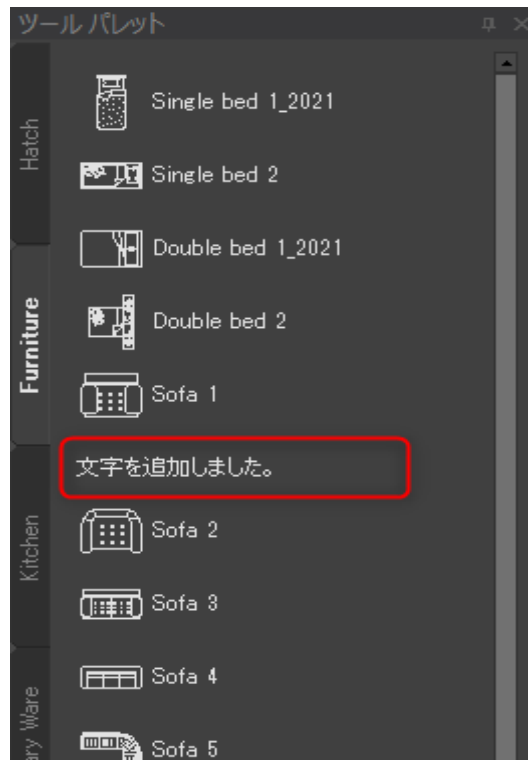 ツール パレット
Hatch
Furniture
Kitchen
ary Ware
Single bed 1_2021
Single bed 2
Double bed 1_2021
Double bed 2
Sofa 1
文字を追加しました。
Sofa 2
Sofa 3
Sofa 4
Sofa 5